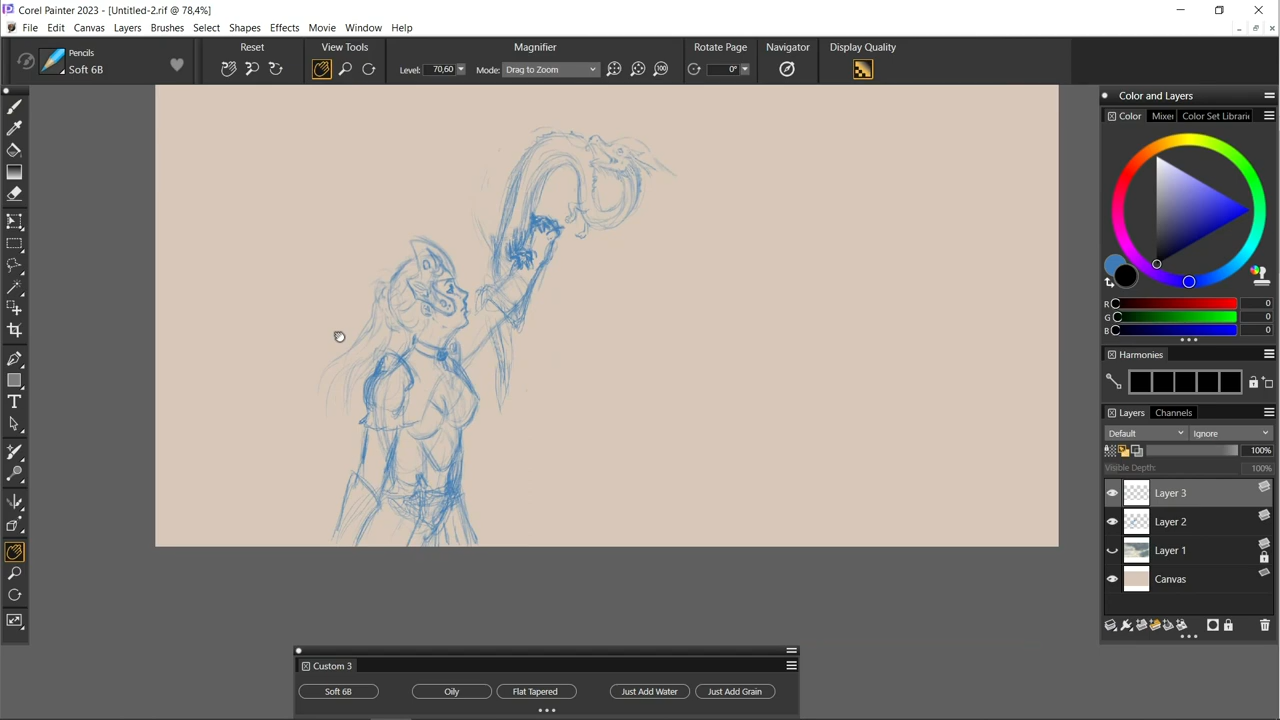 Corel Painter 2023 - [Untitled-2.rif @ 78,4%]
File Edit Canvas Layers Brushes Select Shapes Effects Movie Window Help
Pencils
Soft 6B
Reset
View Tools
Magnifier
Level: 70,60
Mode: Drag to Zoom
100
Rotate Page
0°
Navigator
Display Quality
Color and Layers
Color Mixer Color Set Librari
R 0
G 0
B 0
Harmonies
Layers Channels
Default Ignore
100%
Visible Depth: 100%
Layer 3
Layer 2
Layer 1
Canvas
Custom 3
Soft 6B Oily Flat Tapered Just Add Water Just Add Grain